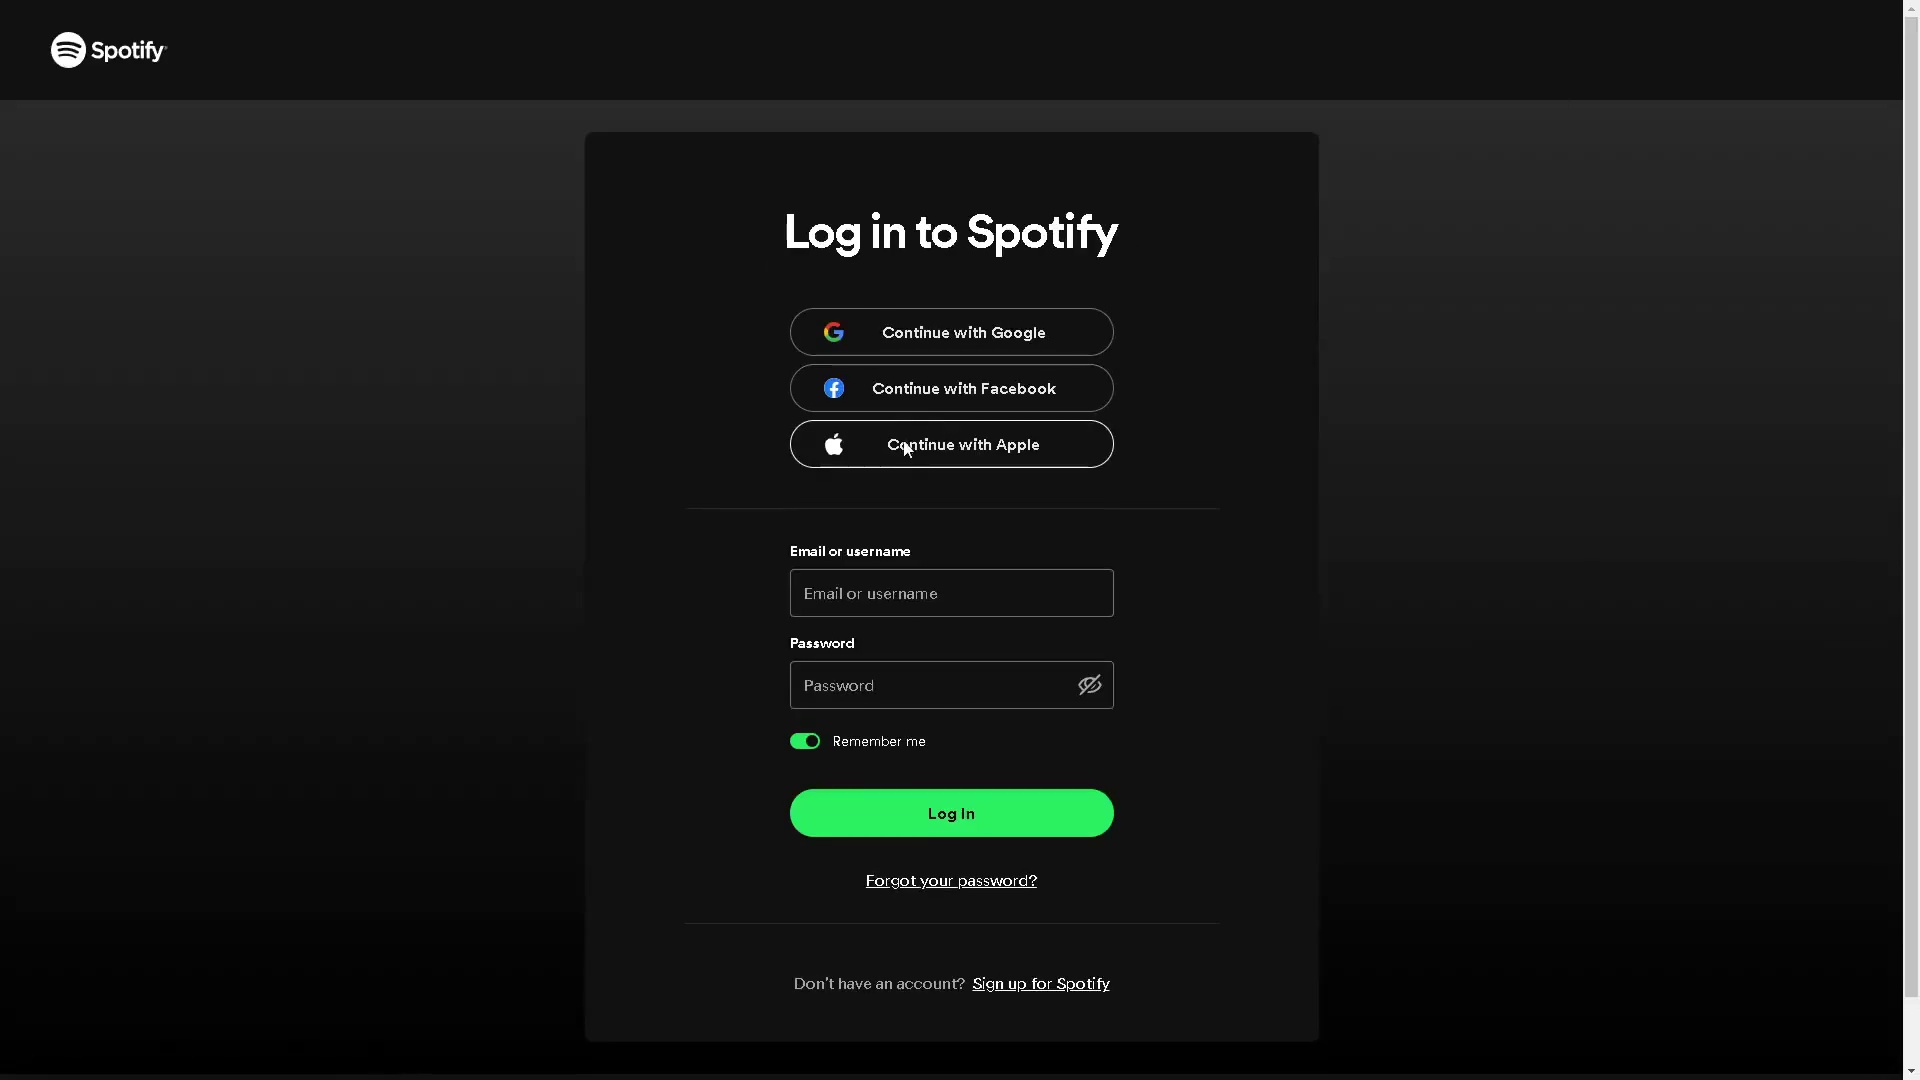 Spotify
Log in to Spotify
Continue with Google
Continue with Facebook
Continue with Apple
Email or username
Email or username
Password
Password
Remember me
Log In
Forgot your password?
Don't have an account? Sign up for Spotify